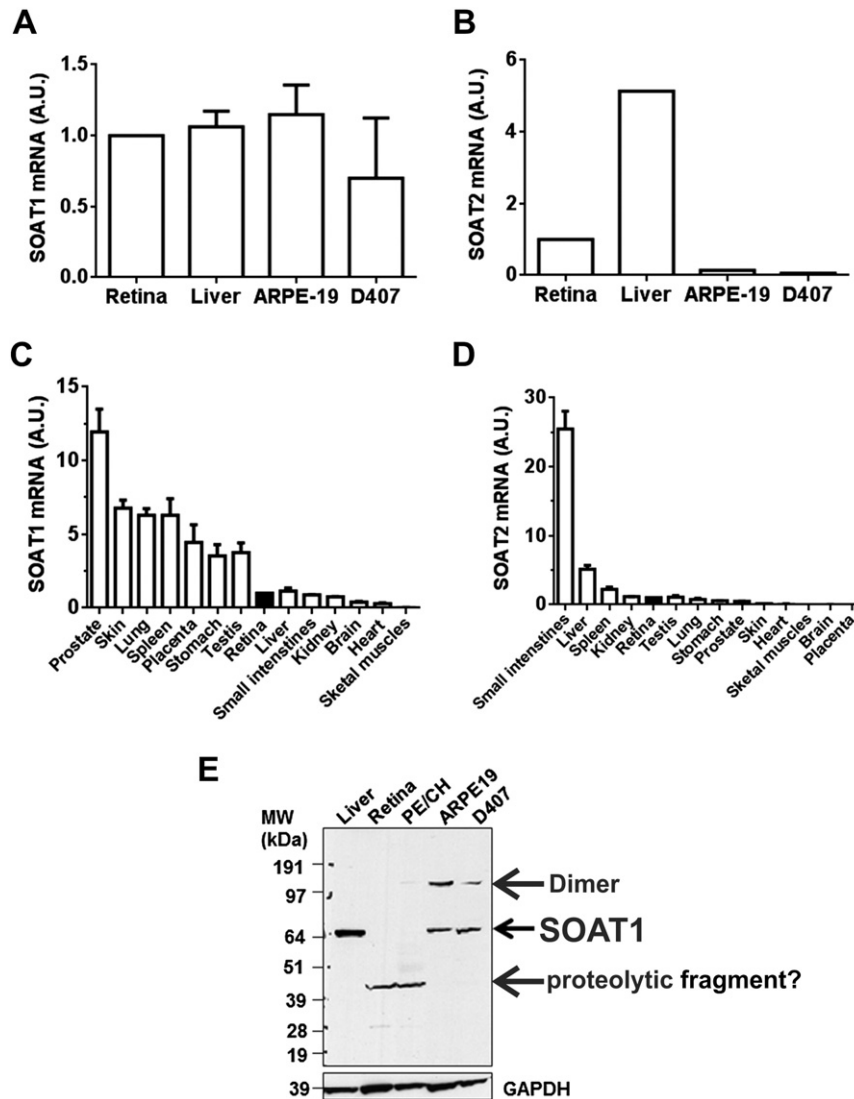 A
SOAT1 mRNA (A.U.)
1.5
1.0
0.5
0.0
Retina Liver ARPE-19 D407
B
SOAT2 mRNA (A.U.)
6
4
2
0
Retina Liver ARPE-19 D407
C
SOAT1 mRNA (A.U.)
15
10
5
0
Prostate
Skin
Lung
Spleen
Placenta
Stomach
Testis
Retina
Liver
Small intenstines
Kidney
Brain
Heart
Sketal muscles
D
SOAT2 mRNA (A.U.)
30
20
10
0
Small intenstines
Liver
Spleen
Kidney
Retina
Testis
Lung
Stomach
Prostate
Skin
Heart
Sketal muscles
Brain
Placenta
E
MW
(kDa)
Liver
Retina
PE/CH
ARPE19
D407
191
97
64
51
39
28
19
Dimer
SOAT1
proteolytic fragment?
39
GAPDH